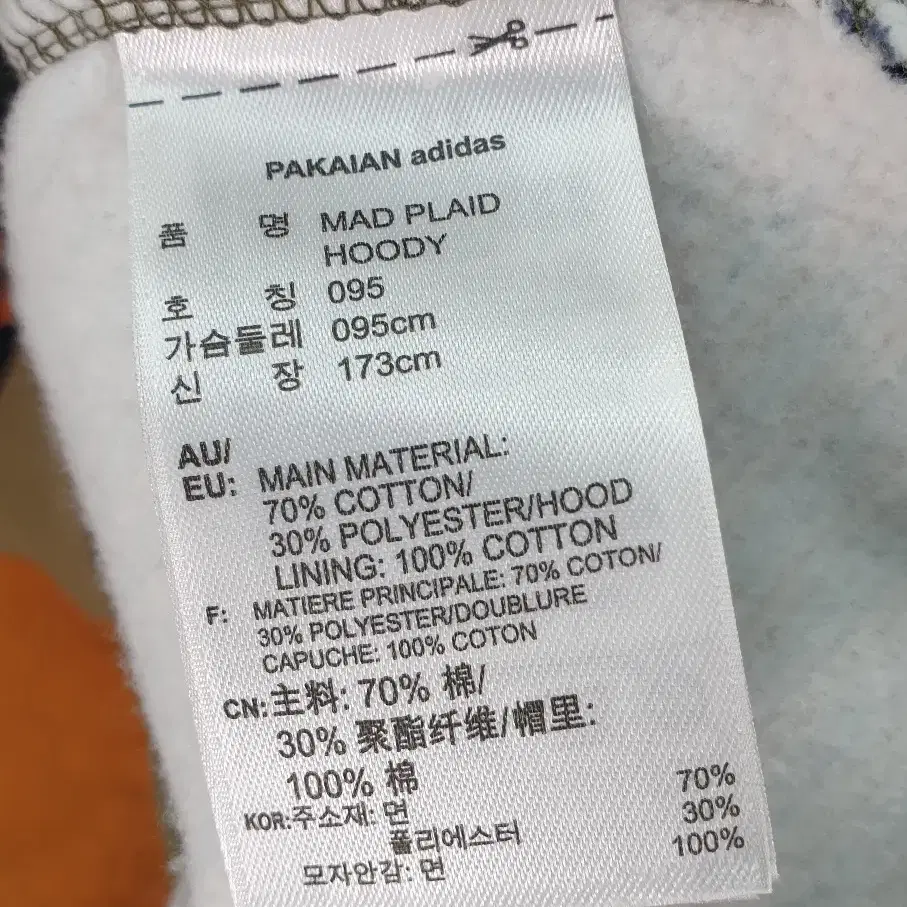 PAKAIAN adidas
품 명 MAD PLAID
HOODY
호 칭 095
가슴둘레 095cm
신 장 173cm
AU/
EU: MAIN MATERIAL:
70% COTTON/
30% POLYESTER/HOOD
LINING: 100% COTTON
F: MATIERE PRINCIPALE: 70% COTON/
30% POLYESTER/DOUBLURE
CAPUCHE: 100% COTON
CN: 主料: 70% 棉/
30% 聚酯纤维/帽里:
100% 棉
KOR:주소재: 면 70%
폴리에스터 30%
모자안감: 면 100%